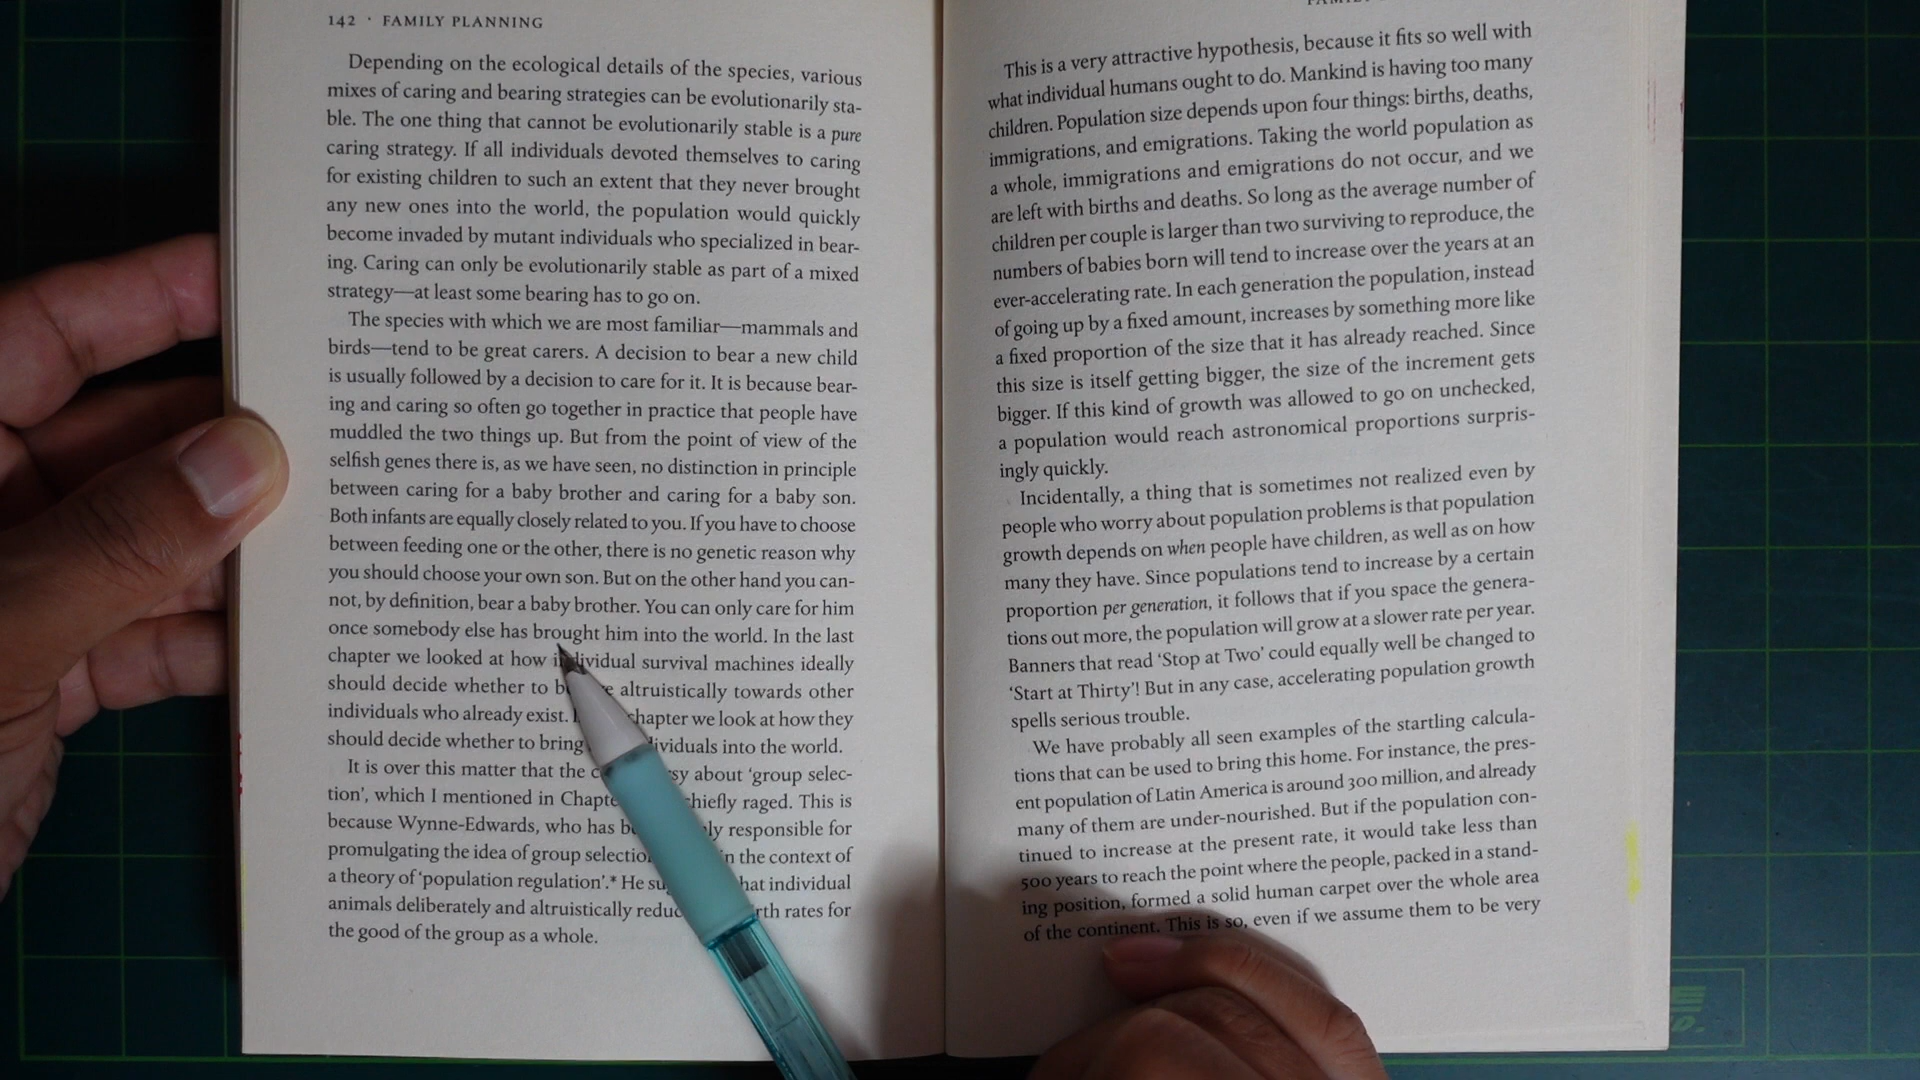 142 · FAMILY PLANNING
Depending on the ecological details of the species, various
mixes of caring and bearing strategies can be evolutionarily sta-
ble. The one thing that cannot be evolutionarily stable is a pure
caring strategy. If all individuals devoted themselves to caring
for existing children to such an extent that they never brought
any new ones into the world, the population would quickly
become invaded by mutant individuals who specialized in bear-
ing. Caring can only be evolutionarily stable as part of a mixed
strategy—at least some bearing has to go on.
The species with which we are most familiar—mammals and
birds—tend to be great carers. A decision to bear a new child
is usually followed by a decision to care for it. It is because bear-
ing and caring so often go together in practice that people have
muddled the two things up. But from the point of view of the
selfish genes there is, as we have seen, no distinction in principle
between caring for a baby brother and caring for a baby son.
Both infants are equally closely related to you. If you have to choose
between feeding one or the other, there is no genetic reason why
you should choose your own son. But on the other hand you can-
not, by definition, bear a baby brother. You can only care for him
once somebody else has brought him into the world. In the last
chapter we looked at how individual survival machines ideally
should decide whether to altruistically towards other
individuals who already exist. chapter we look at how they
should decide whether to bring into the world.
It is over this matter that the about 'group selec-
tion', which I mentioned in chiefly raged. This is
because Wynne-Edwards, who has responsible for
promulgating the idea of group in the context of
a theory of 'population regulation'.* He that individual
animals deliberately and altruistically rates for
the good of the group as a whole.
This is a very attractive hypothesis, because it fits so well with
what individual humans ought to do. Mankind is having too many
children. Population size depends upon four things: births, deaths,
immigrations, and emigrations. Taking the world population as
a whole, immigrations and emigrations do not occur, and we
are left with births and deaths. So long as the average number of
children per couple is larger than two surviving to reproduce, the
numbers of babies born will tend to increase over the years at an
ever-accelerating rate. In each generation the population, instead
of going up by a fixed amount, increases by something more like
a fixed proportion of the size that it has already reached. Since
this size is itself getting bigger, the size of the increment gets
bigger. If this kind of growth was allowed to go on unchecked,
a population would reach astronomical proportions surpris-
ingly quickly.
Incidentally, a thing that is sometimes not realized even by
people who worry about population problems is that population
growth depends on when people have children, as well as on how
many they have. Since populations tend to increase by a certain
proportion per generation, it follows that if you space the genera-
tions out more, the population will grow at a slower rate per year.
Banners that read 'Stop at Two' could equally well be changed to
'Start at Thirty'! But in any case, accelerating population growth
spells serious trouble.
We have probably all seen examples of the startling calcula-
tions that can be used to bring this home. For instance, the pres-
ent population of Latin America is around 300 million, and already
many of them are under-nourished. But if the population con-
tinued to increase at the present rate, it would take less than
500 years to reach the point where the people, packed in a stand-
ing position, formed a solid human carpet over the whole area
of the continent. This is so, even if we assume them to be very